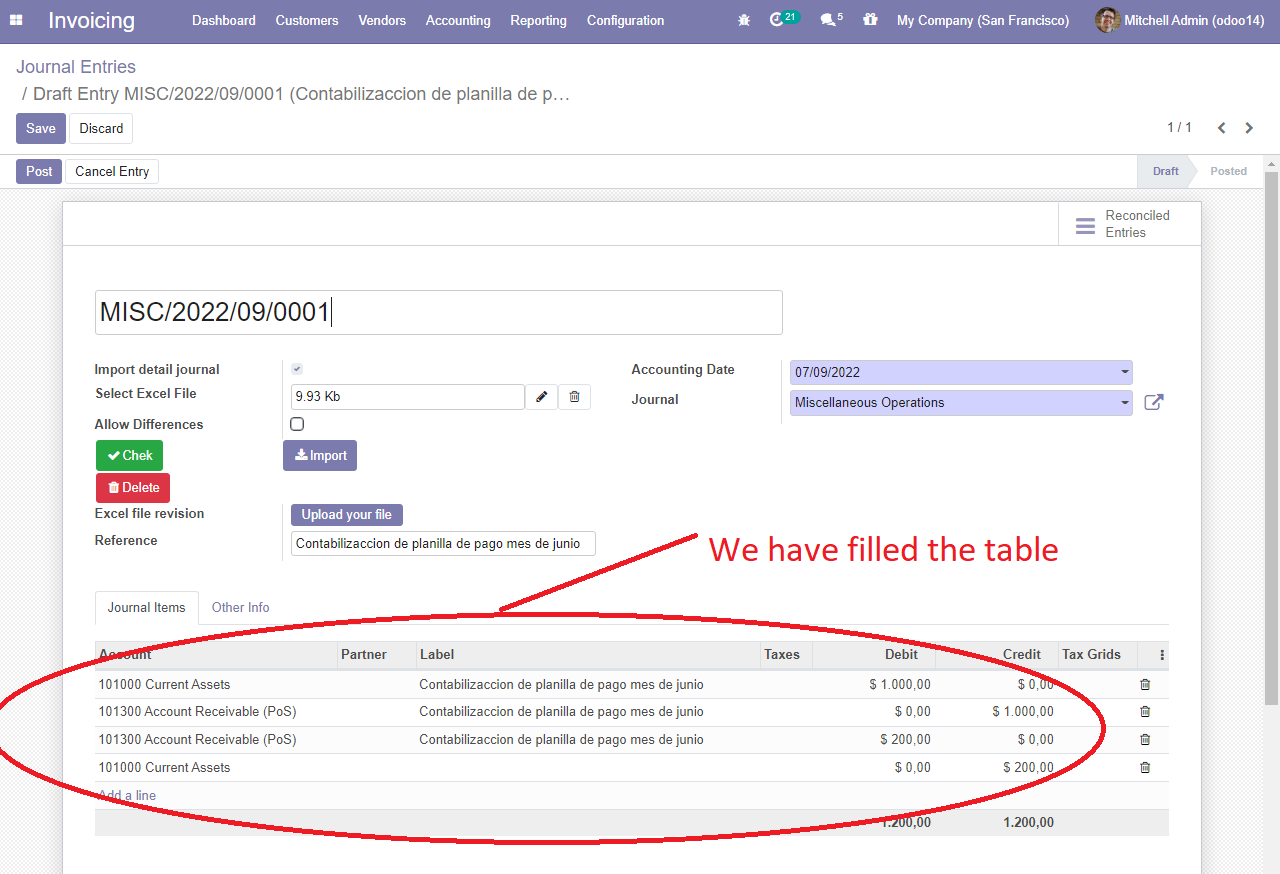 Invoicing Dashboard Customers Vendors Accounting Reporting Configuration 21 5 My Company (San Francisco) Mitchell Admin (odoo14)
Journal Entries
/ Draft Entry MISC/2022/09/0001 (Contabilizaccion de planilla de p…
Save Discard 1 / 1
Post Cancel Entry Draft Posted
Reconciled
Entries
MISC/2022/09/0001
Import detail journal Accounting Date 07/09/2022
Select Excel File 9.93 Kb Journal Miscellaneous Operations
Allow Differences
Chek Import
Delete
Excel file revision Upload your file
Reference Contabilizaccion de planilla de pago mes de junio
We have filled the table
Journal Items Other Info
Account Partner Label Taxes Debit Credit Tax Grids
101000 Current Assets Contabilizaccion de planilla de pago mes de junio $ 1.000,00 $ 0,00
101300 Account Receivable (PoS) Contabilizaccion de planilla de pago mes de junio $ 0,00 $ 1.000,00
101300 Account Receivable (PoS) Contabilizaccion de planilla de pago mes de junio $ 200,00 $ 0,00
101000 Current Assets $ 0,00 $ 200,00
Add a line
1.200,00 1.200,00